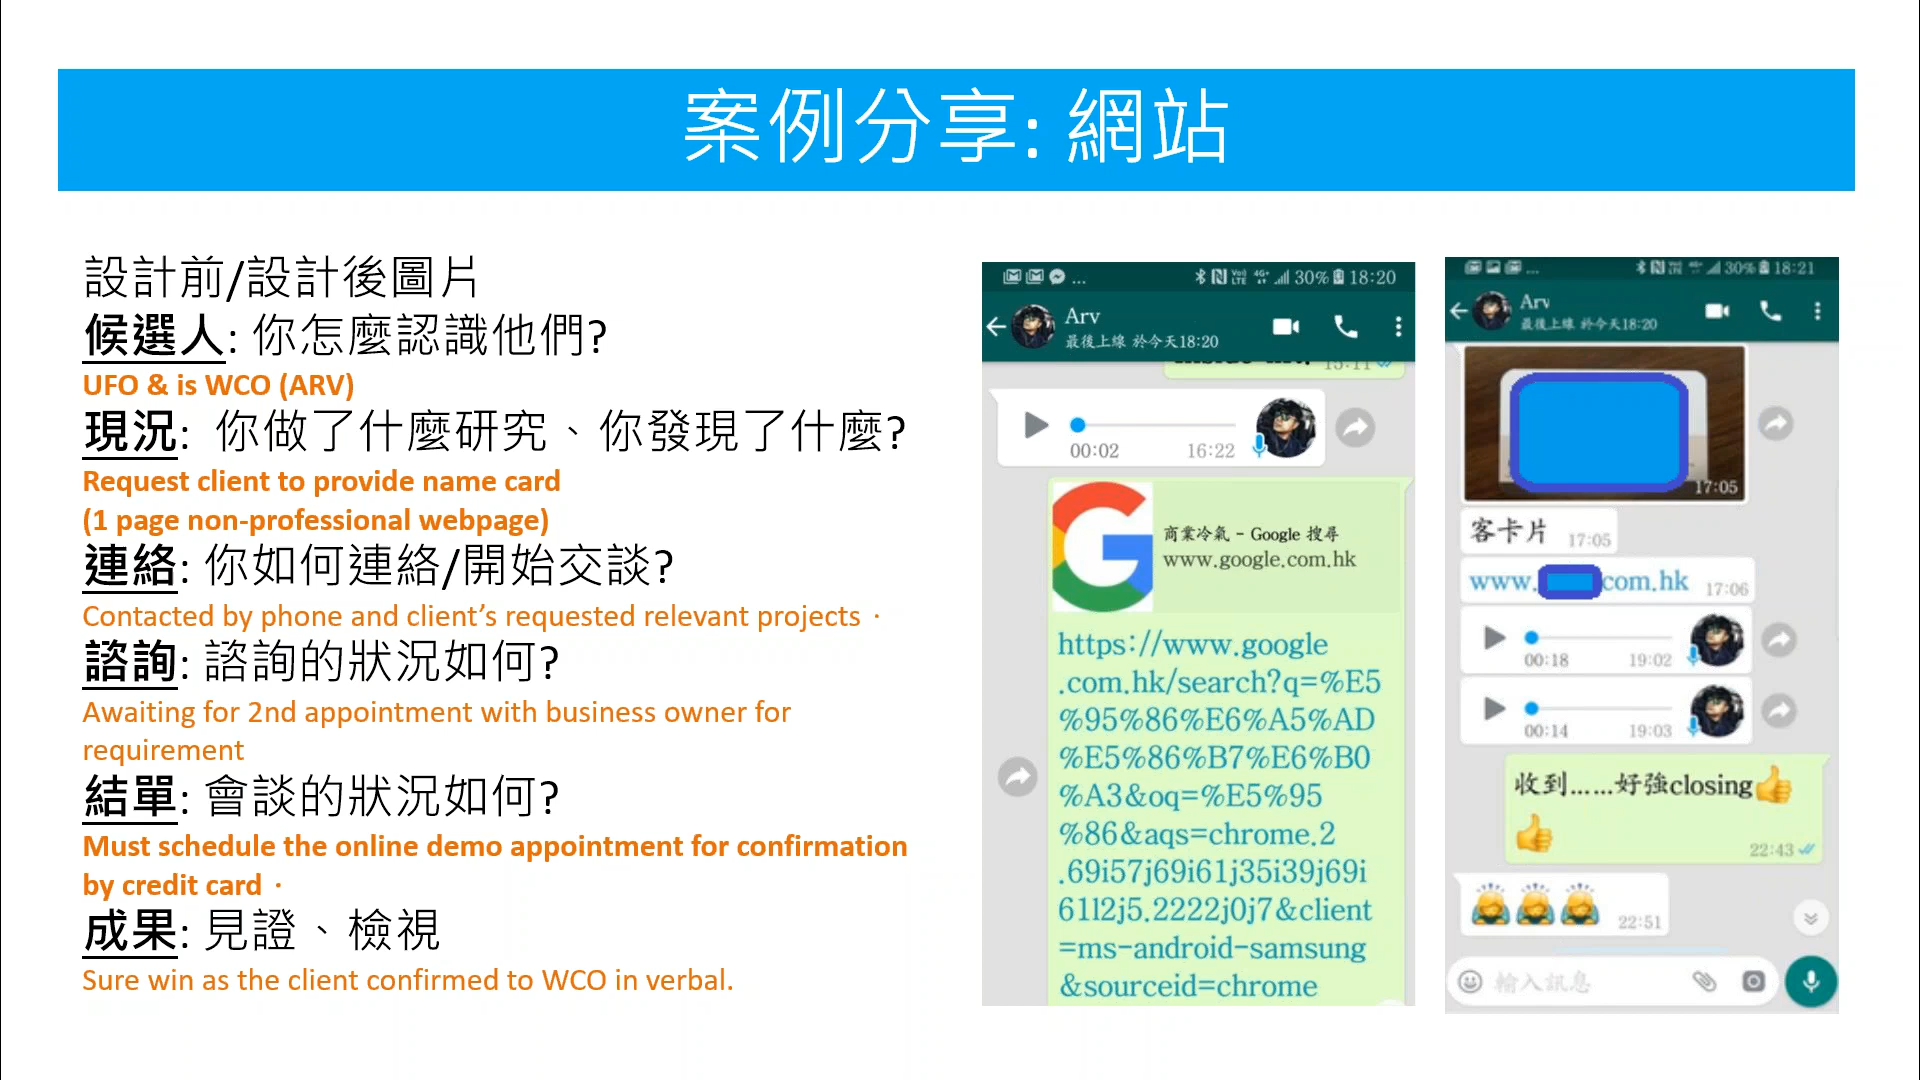 案例分享: 網站
設計前/設計後圖片
候選人: 你怎麼認識他們?
UFO & is WCO (ARV)
現況: 你做了什麼研究、你發現了什麼?
Request client to provide name card
(1 page non-professional webpage)
連絡: 你如何連絡/開始交談?
Contacted by phone and client's requested relevant projects ·
諮詢: 諮詢的狀況如何?
Awaiting for 2nd appointment with business owner for
requirement
結單: 會談的狀況如何?
Must schedule the online demo appointment for confirmation
by credit card ·
成果: 見證、檢視
Sure win as the client confirmed to WCO in verbal.
... 30% 18:20
Arv
最後上線 於今天18:20
15:11
00:02 16:22
商業冷氣 - Google 搜尋
www.google.com.hk
https://www.google
.com.hk/search?q=%E5
%95%86%E6%A5%AD
%E5%86%B7%E6%B0
%A3&oq=%E5%95
%86&aqs=chrome.2
.69i57j69i61j35i39j69i
61l2j5.2222j0j7&client
=ms-android-samsung
&sourceid=chrome
... 30% 18:21
Arv
最後上線 於今天18:20
17:05
客卡片 17:05
www. com.hk 17:06
00:18 19:02
00:14 19:03
收到......好強closing👍
👍
22:43
22:51
輸入訊息